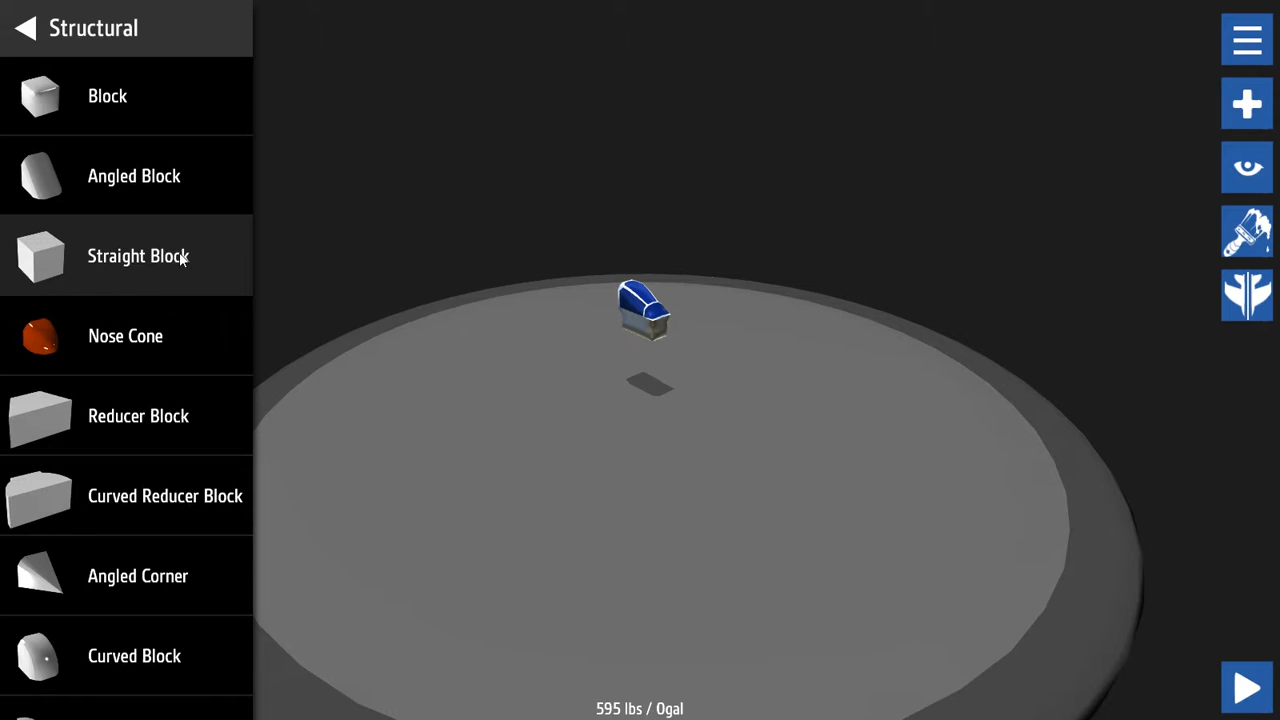 Structural
Block
Angled Block
Straight Block
Nose Cone
Reducer Block
Curved Reducer Block
Angled Corner
Curved Block
595 lbs / 0gal